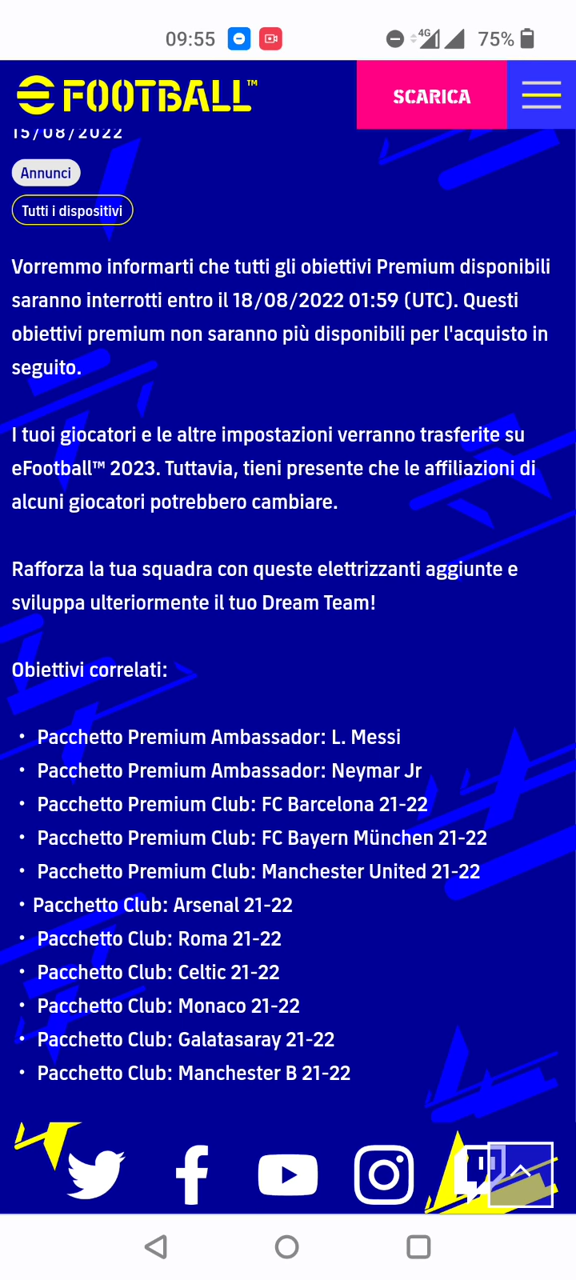 09:55
4G
75%
FOOTBALL™
SCARICA
15/08/2022
Annunci
Tutti i dispositivi
Vorremmo informarti che tutti gli obiettivi Premium disponibili
saranno interrotti entro il 18/08/2022 01:59 (UTC). Questi
obiettivi premium non saranno più disponibili per l'acquisto in
seguito.
I tuoi giocatori e le altre impostazioni verranno trasferite su
eFootball™ 2023. Tuttavia, tieni presente che le affiliazioni di
alcuni giocatori potrebbero cambiare.
Rafforza la tua squadra con queste elettrizzanti aggiunte e
sviluppa ulteriormente il tuo Dream Team!
Obiettivi correlati:
・ Pacchetto Premium Ambassador: L. Messi
・ Pacchetto Premium Ambassador: Neymar Jr
・ Pacchetto Premium Club: FC Barcelona 21-22
・ Pacchetto Premium Club: FC Bayern München 21-22
・ Pacchetto Premium Club: Manchester United 21-22
・Pacchetto Club: Arsenal 21-22
・ Pacchetto Club: Roma 21-22
・ Pacchetto Club: Celtic 21-22
・ Pacchetto Club: Monaco 21-22
・ Pacchetto Club: Galatasaray 21-22
・ Pacchetto Club: Manchester B 21-22